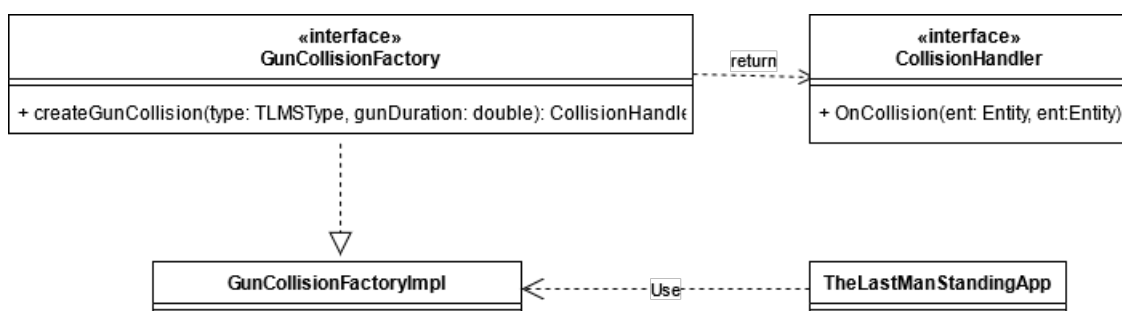 «interface»
GunCollisionFactory
+ createGunCollision(type: TLMSType, gunDuration: double): CollisionHandle
return
«interface»
CollisionHandler
+ OnCollision(ent: Entity, ent:Entity)
GunCollisionFactoryImpl
Use
TheLastManStandingApp